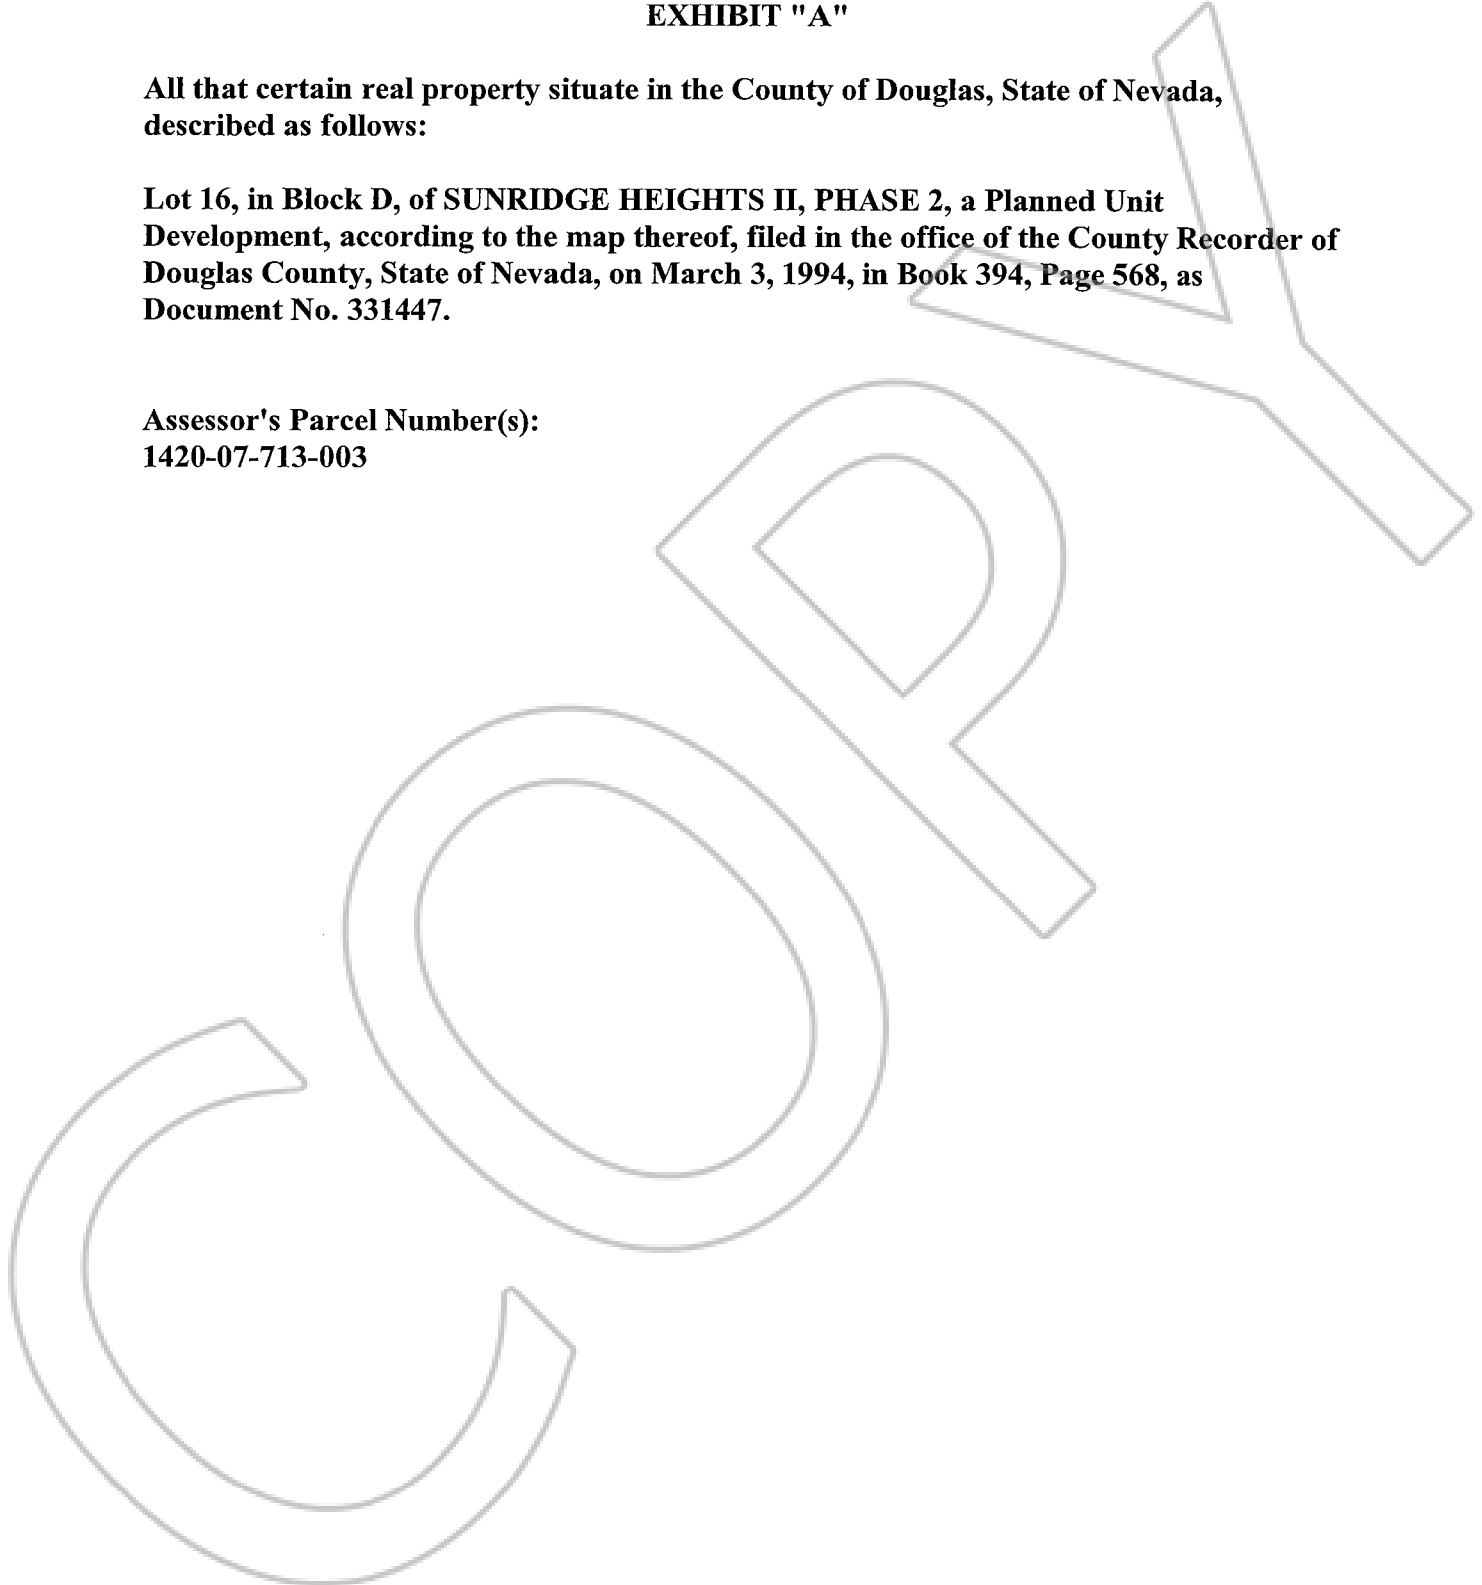 EXHIBIT "A"
All that certain real property situate in the County of Douglas, State of Nevada,
described as follows:
Lot 16, in Block D, of SUNRIDGE HEIGHTS II, PHASE 2, a Planned Unit
Development, according to the map thereof, filed in the office of the County Recorder of
Douglas County, State of Nevada, on March 3, 1994, in Book 394, Page 568, as
Document No. 331447.
Assessor's Parcel Number(s):
1420-07-713-003
COPY